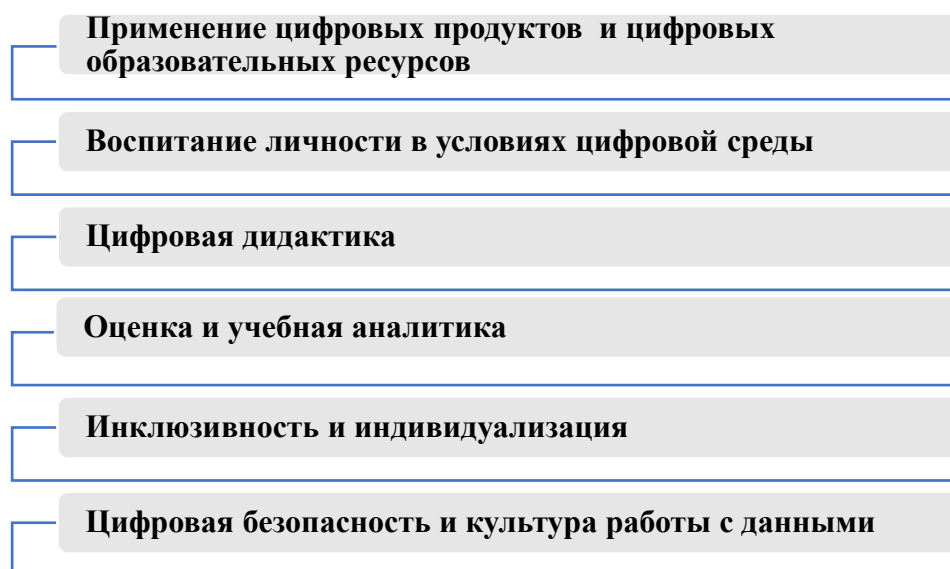 Применение цифровых продуктов и цифровых
образовательных ресурсов
Воспитание личности в условиях цифровой среды
Цифровая дидактика
Оценка и учебная аналитика
Инклюзивность и индивидуализация
Цифровая безопасность и культура работы с данными